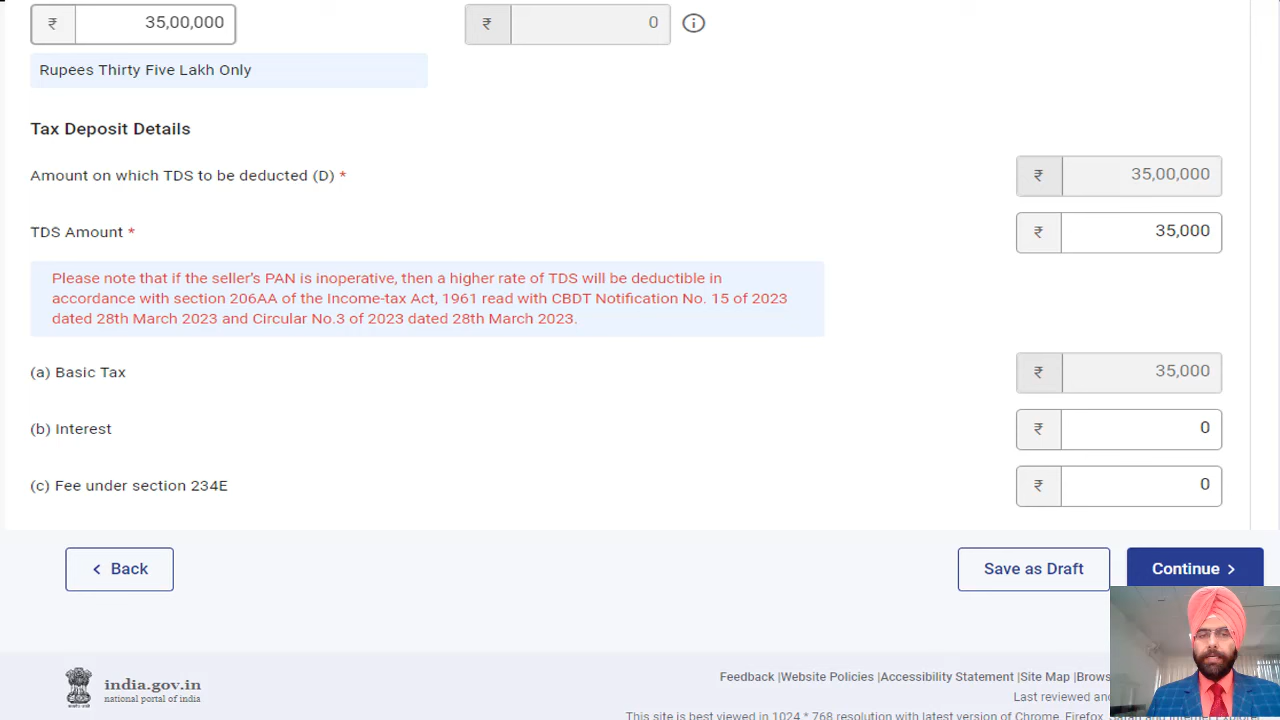 ₹ 35,00,000 ₹ 0 i
Rupees Thirty Five Lakh Only
Tax Deposit Details
Amount on which TDS to be deducted (D) * ₹ 35,00,000
TDS Amount * ₹ 35,000
Please note that if the seller's PAN is inoperative, then a higher rate of TDS will be deductible in
accordance with section 206AA of the Income-tax Act, 1961 read with CBDT Notification No. 15 of 2023
dated 28th March 2023 and Circular No.3 of 2023 dated 28th March 2023.
(a) Basic Tax ₹ 35,000
(b) Interest ₹ 0
(c) Fee under section 234E ₹ 0
< Back Save as Draft Continue >
india.gov.in
national portal of india
Feedback |Website Policies |Accessibility Statement |Site Map |Brows
Last reviewed and
This site is best viewed in 1024 * 768 resolution with latest version of Chrome, Firefox, Safari and Internet Explorer